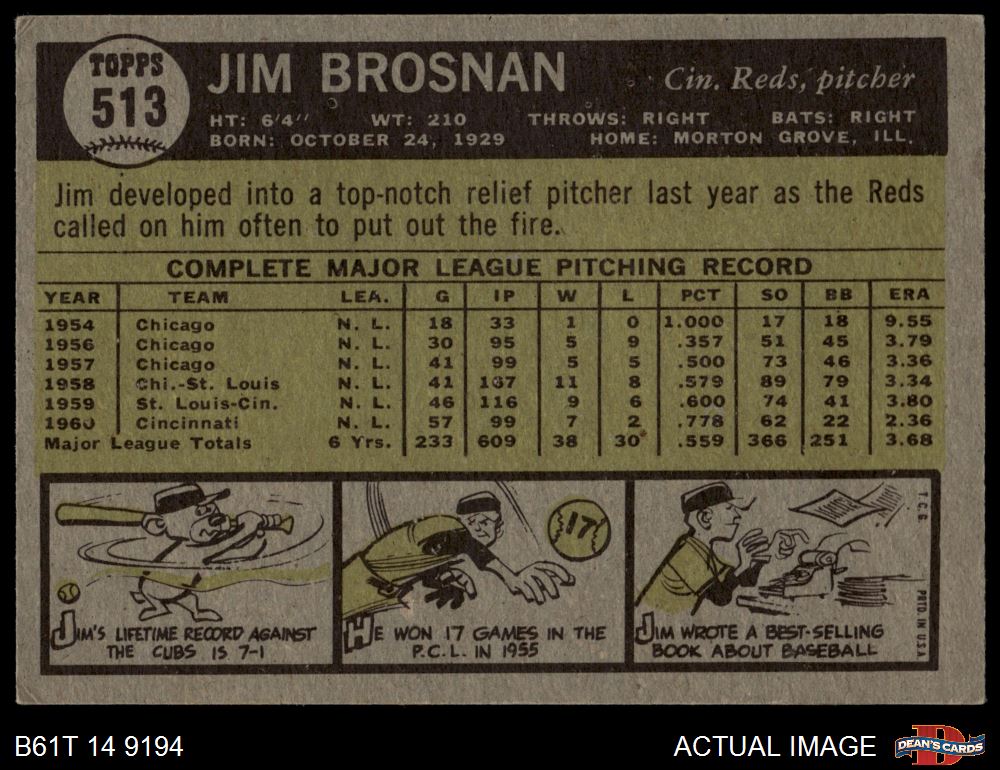 TOPPS
513
JIM BROSNAN Cin. Reds, pitcher
HT: 6'4" WT: 210 THROWS: RIGHT BATS: RIGHT
BORN: OCTOBER 24, 1929 HOME: MORTON GROVE, ILL.
Jim developed into a top-notch relief pitcher last year as the Reds
called on him often to put out the fire.
COMPLETE MAJOR LEAGUE PITCHING RECORD
YEAR TEAM LEA. G IP W L PCT SO BB ERA
1954 Chicago N. L. 18 33 1 0 1.000 17 18 9.55
1956 Chicago N. L. 30 95 5 9 .357 51 45 3.79
1957 Chicago N. L. 41 99 5 5 .500 73 46 3.36
1958 Chi.-St. Louis N. L. 41 167 11 8 .579 89 79 3.34
1959 St. Louis-Cin. N. L. 46 116 9 6 .600 74 41 3.80
1960 Cincinnati N. L. 57 99 7 2 .778 62 22 2.36
Major League Totals 6 Yrs. 233 609 38 30 .559 366 251 3.68
17
T.C.G.
PRTD. IN U.S.A.
JIM'S LIFETIME RECORD AGAINST
THE CUBS IS 7-1
HE WON 17 GAMES IN THE
P.C.L. IN 1955
JIM WROTE A BEST-SELLING
BOOK ABOUT BASEBALL
B61T 14 9194
ACTUAL IMAGE
DEAN'S CARDS